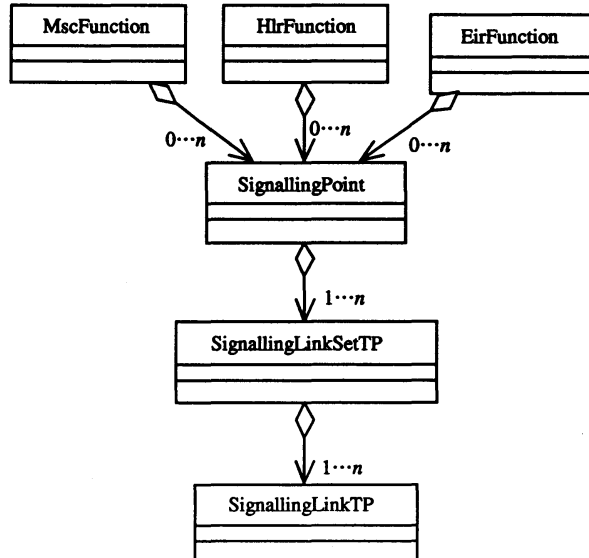 MscFunction
HlrFunction
EirFunction
0···n
0···n
0···n
SignallingPoint
1···n
SignallingLinkSetTP
1···n
SignallingLinkTP